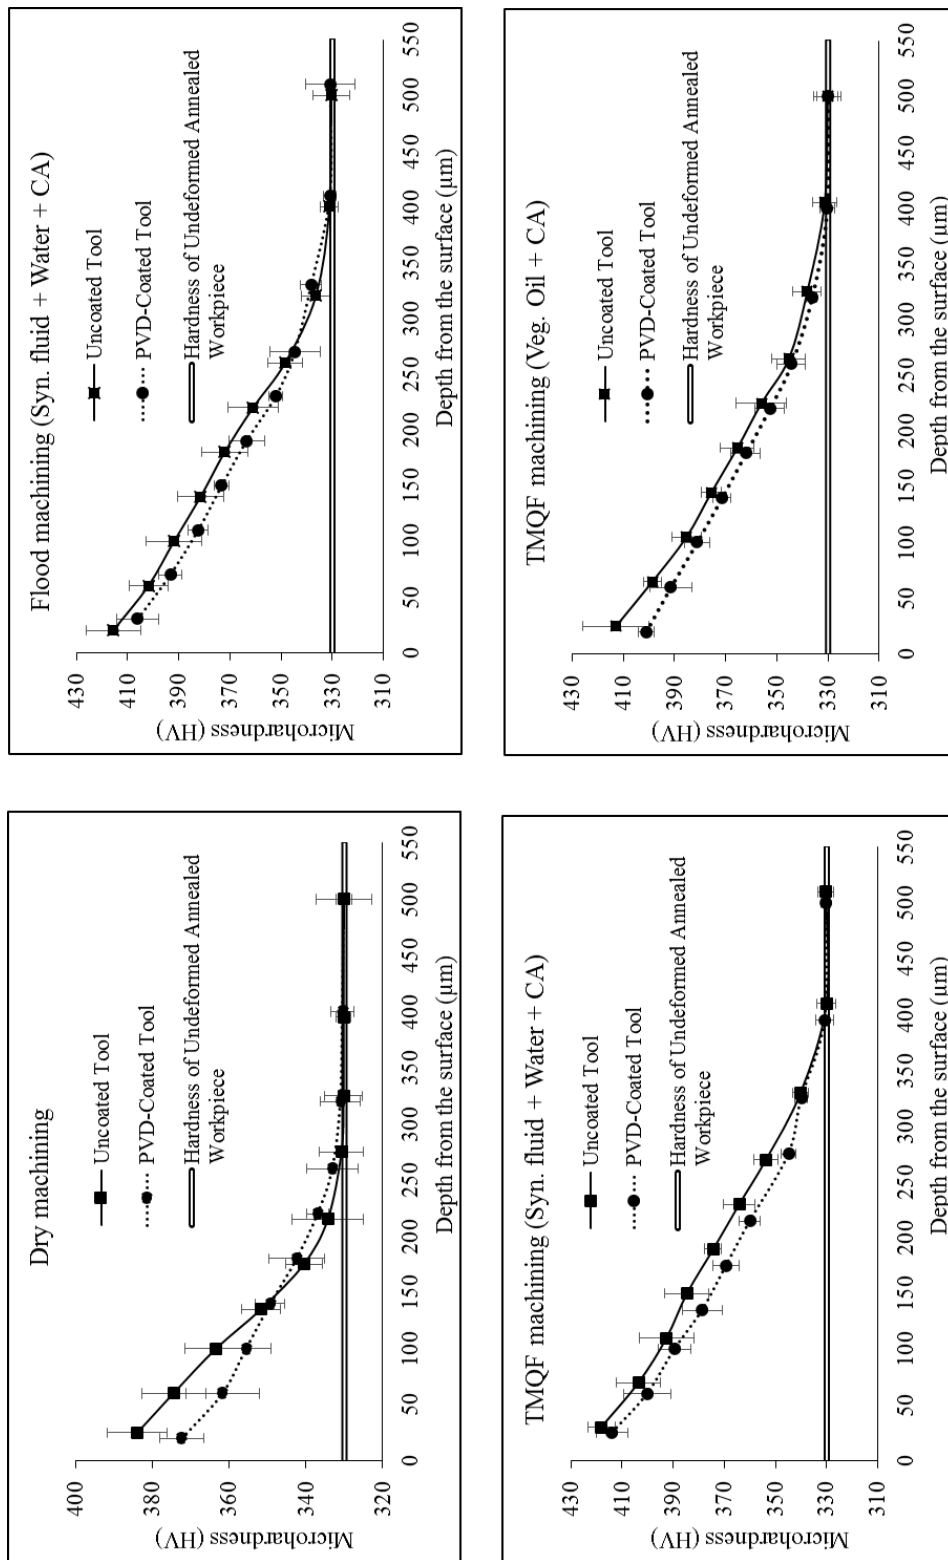 Dry machining
Uncoated Tool
PVD-Coated Tool
Hardness of Undeformed Annealed
Workpiece
Microhardness (HV)
400
380
360
340
320
0
50
100
150
200
250
300
350
400
450
500
550
Depth from the surface (µm)
Flood machining (Syn. fluid + Water + CA)
Uncoated Tool
PVD-Coated Tool
Hardness of Undeformed Annealed
Workpiece
Microhardness (HV)
430
410
390
370
350
330
310
0
50
100
150
200
250
300
350
400
450
500
550
Depth from the surface (µm)
TMQF machining (Syn. fluid + Water + CA)
Uncoated Tool
PVD-Coated Tool
Hardness of Undeformed Annealed
Workpiece
Microhardness (HV)
430
410
390
370
350
330
310
0
50
100
150
200
250
300
350
400
450
500
550
Depth from the surface (µm)
TMQF machining (Veg. Oil + CA)
Uncoated Tool
PVD-Coated Tool
Hardness of Undeformed Annealed
Workpiece
Microhardness (HV)
430
410
390
370
350
330
310
0
50
100
150
200
250
300
350
400
450
500
550
Depth from the surface (µm)